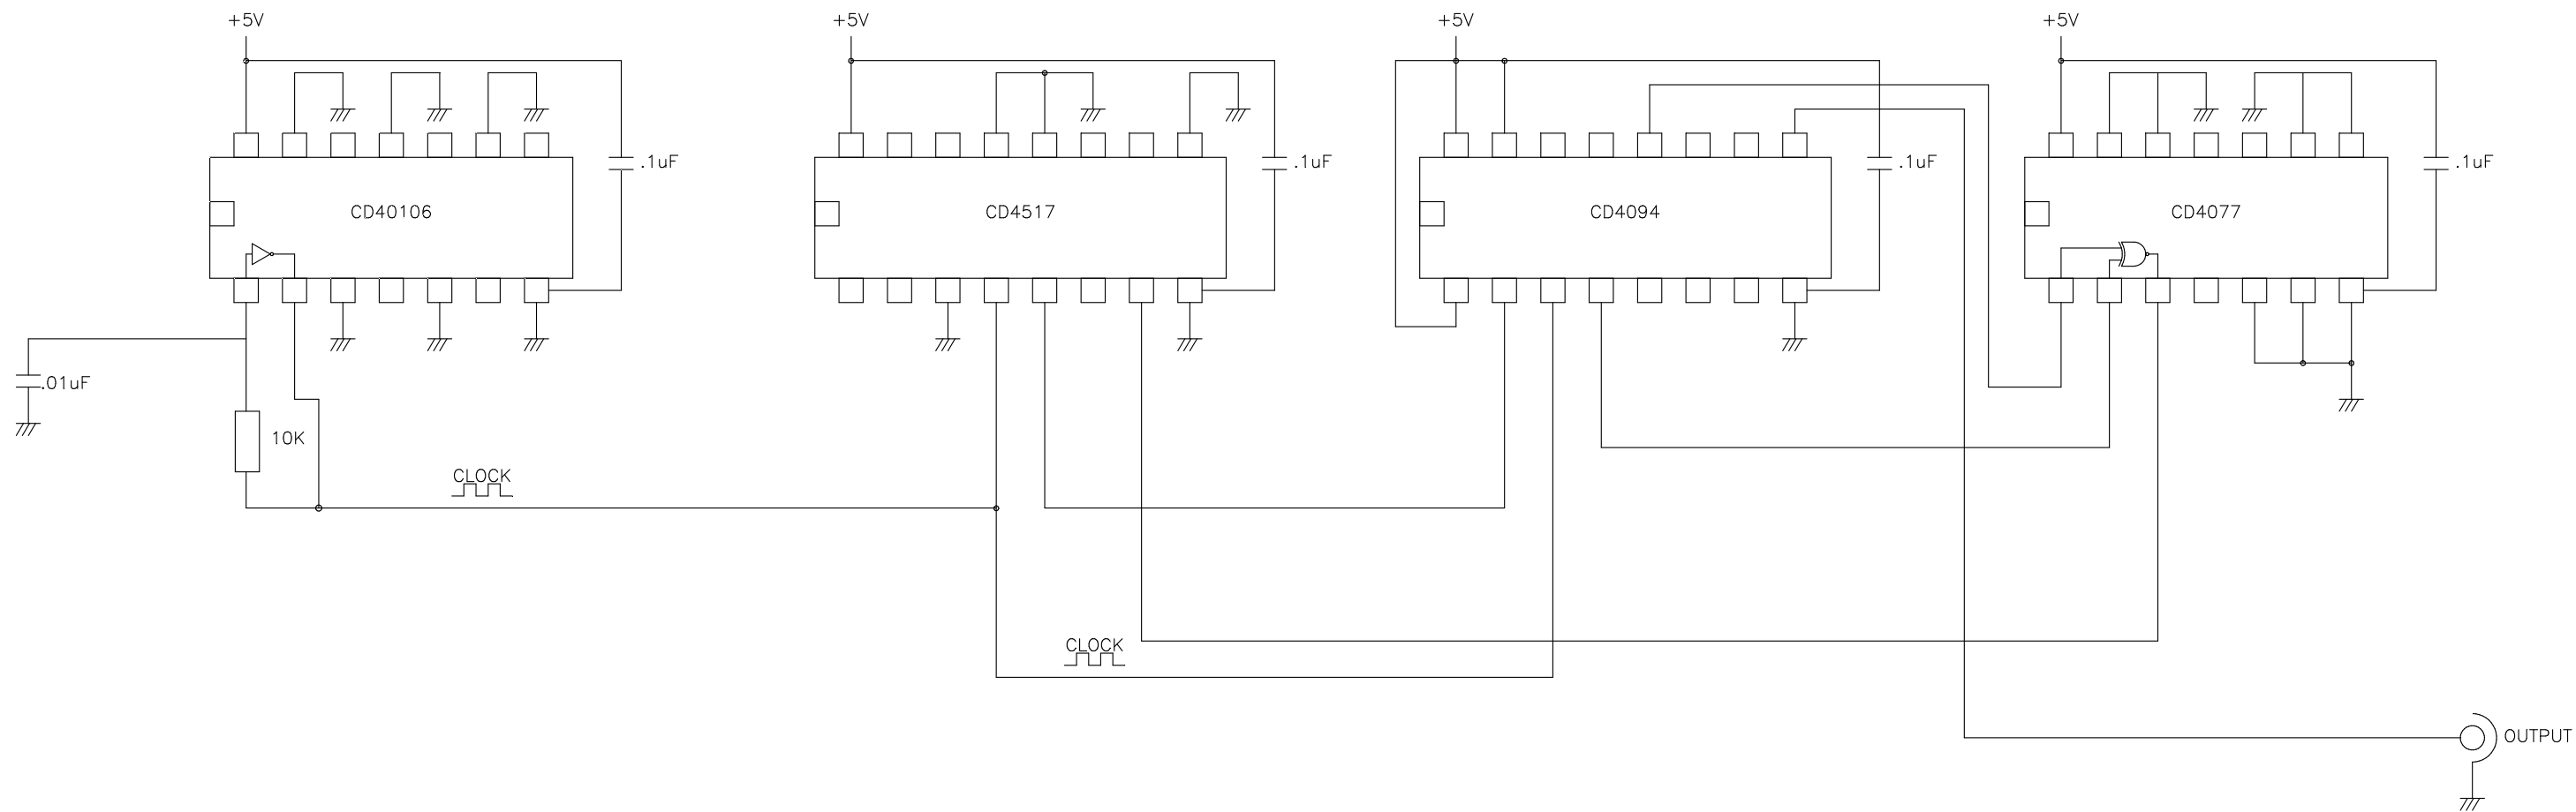 +5V
+5V
+5V
+5V
.1uF
.1uF
.1uF
.1uF
CD40106
CD4517
CD4094
CD4077
.01uF
10K
CLOCK
CLOCK
OUTPUT